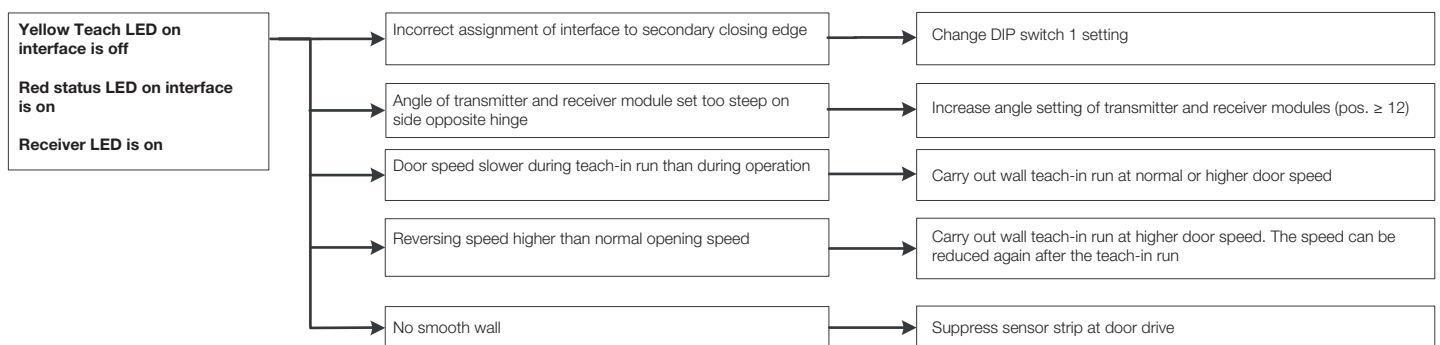 Yellow Teach LED on
interface is off
Red status LED on interface
is on
Receiver LED is on
Incorrect assignment of interface to secondary closing edge
Change DIP switch 1 setting
Angle of transmitter and receiver module set too steep on
side opposite hinge
Increase angle setting of transmitter and receiver modules (pos. ≥ 12)
Door speed slower during teach-in run than during operation
Carry out wall teach-in run at normal or higher door speed
Reversing speed higher than normal opening speed
Carry out wall teach-in run at higher door speed. The speed can be
reduced again after the teach-in run
No smooth wall
Suppress sensor strip at door drive